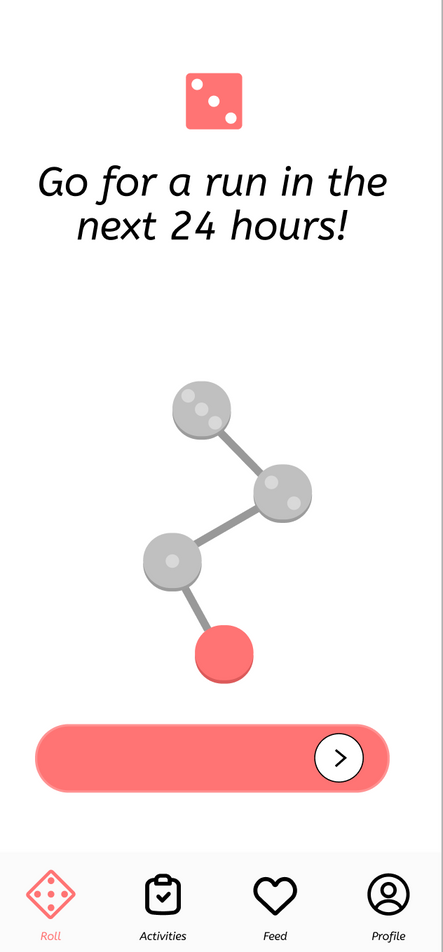 Go for a run in the
next 24 hours!
Roll
Activities
Feed
Profile